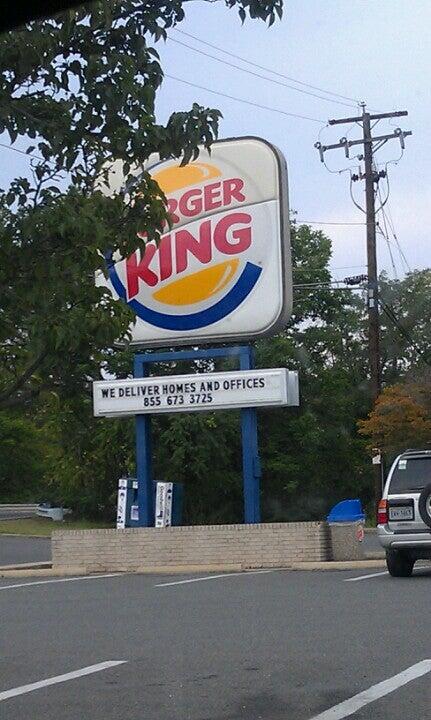 RGER
KING
WE DELIVER HOMES AND OFFICES
855 673 3725